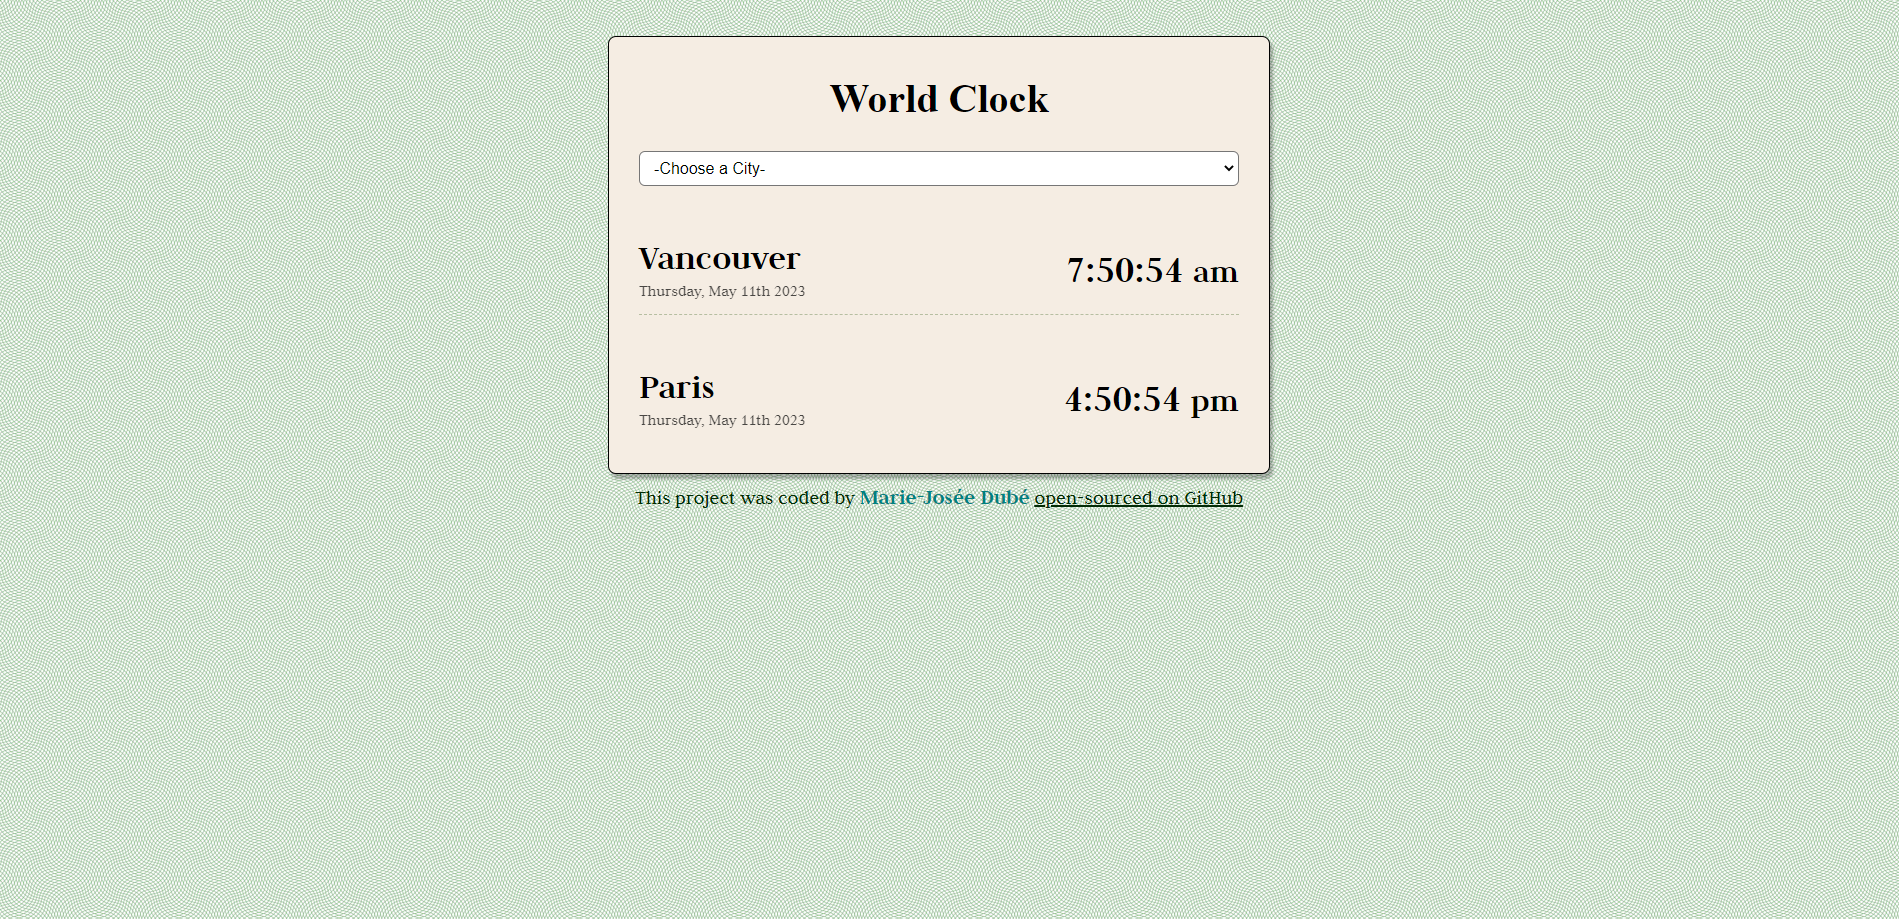 World Clock
-Choose a City-
Vancouver
7:50:54 am
Thursday, May 11th 2023
Paris
4:50:54 pm
Thursday, May 11th 2023
This project was coded by Marie-Josée Dubé open-sourced on GitHub